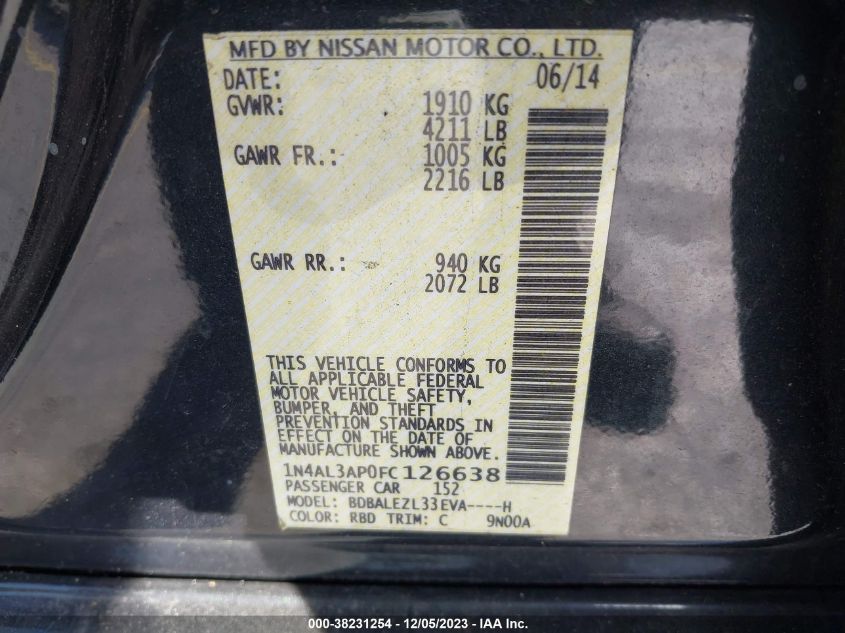 MFD BY NISSAN MOTOR CO., LTD.
DATE: 06/14
GVWR: 1910 KG
4211 LB
GAWR FR.: 1005 KG
2216 LB
GAWR RR.: 940 KG
2072 LB
THIS VEHICLE CONFORMS TO
ALL APPLICABLE FEDERAL
MOTOR VEHICLE SAFETY,
BUMPER, AND THEFT
PREVENTION STANDARDS IN
EFFECT ON THE DATE OF
MANUFACTURE SHOWN ABOVE.
1N4AL3AP0FC126638
PASSENGER CAR 152
MODEL: BDBALEZL33EVA----H
COLOR: RBD TRIM: C 9N00A
000-38231254 - 12/05/2023 - IAA Inc.